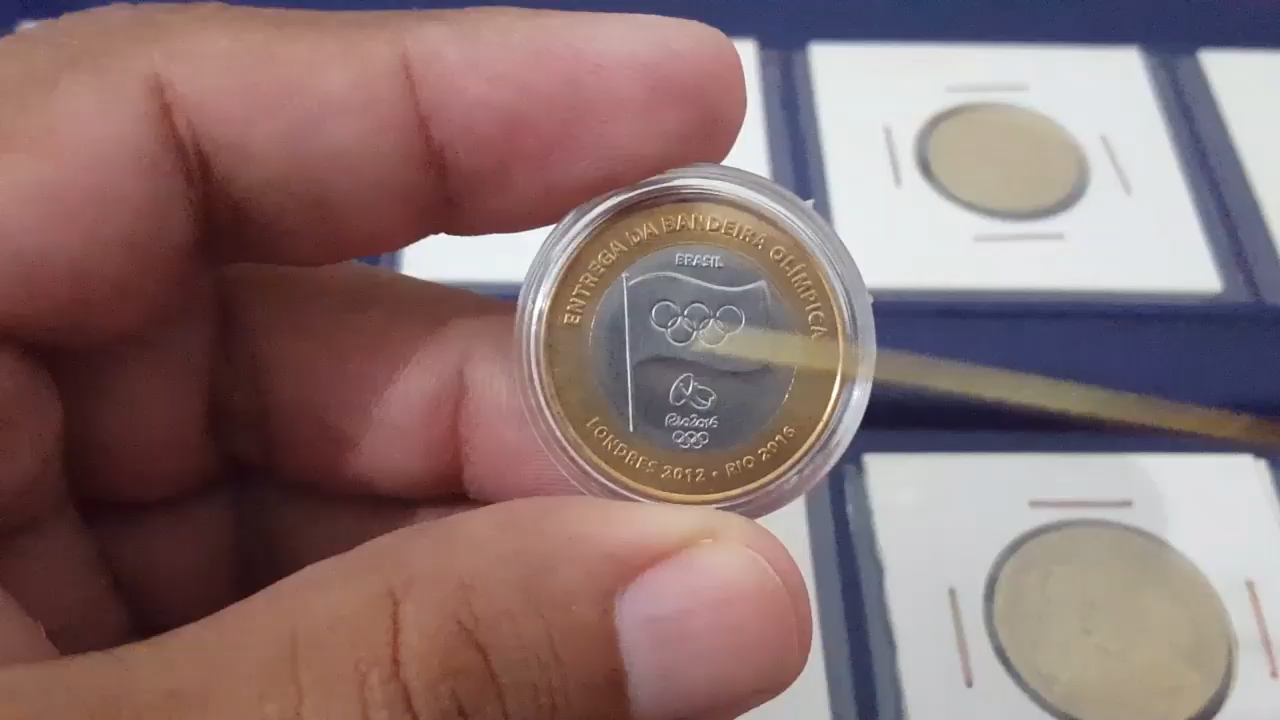 ENTREGA DA BANDEIRA OLÍMPICA
BRASIL
Rio2016
LONDRES 2012 • RIO 2016